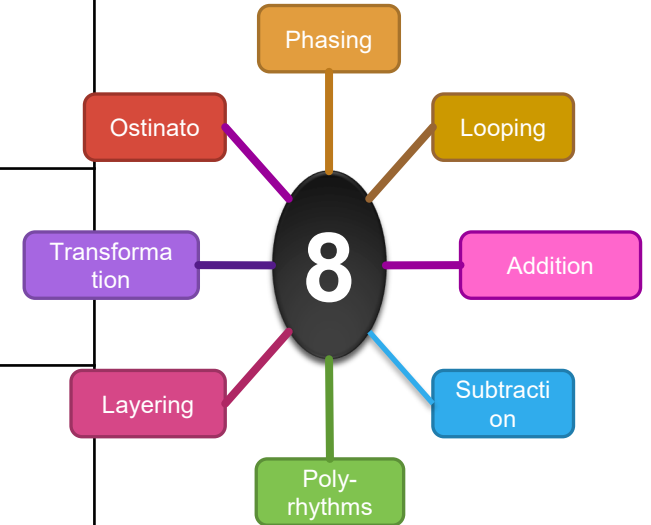 Phasing
Ostinato
Looping
Transforma
tion
8
Addition
Layering
Subtracti
on
Poly-
rhythms